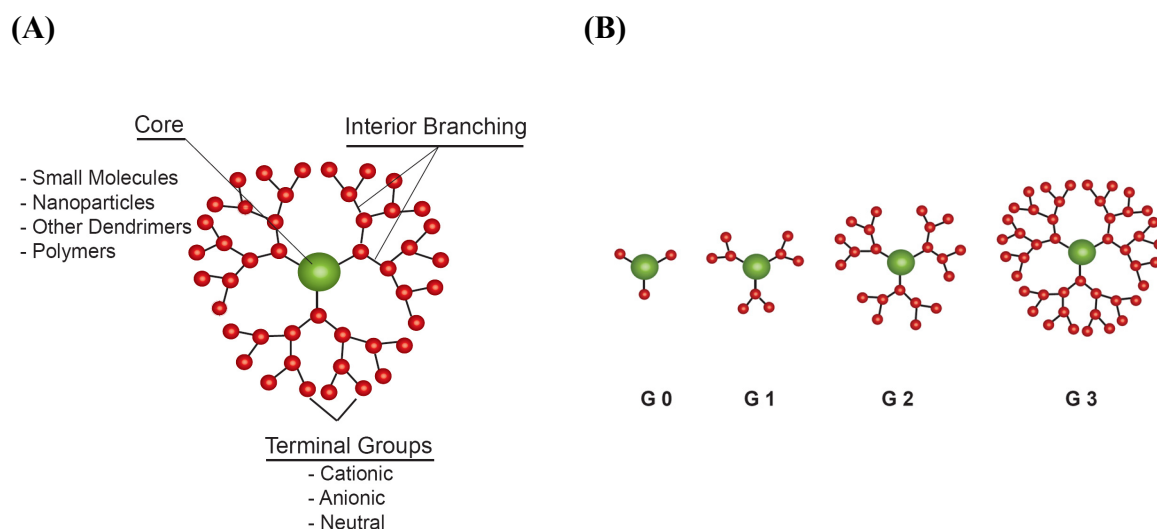 (A)
(B)
Core
Interior Branching
- Small Molecules
- Nanoparticles
- Other Dendrimers
- Polymers
Terminal Groups
- Cationic
- Anionic
- Neutral
G 0
G 1
G 2
G 3